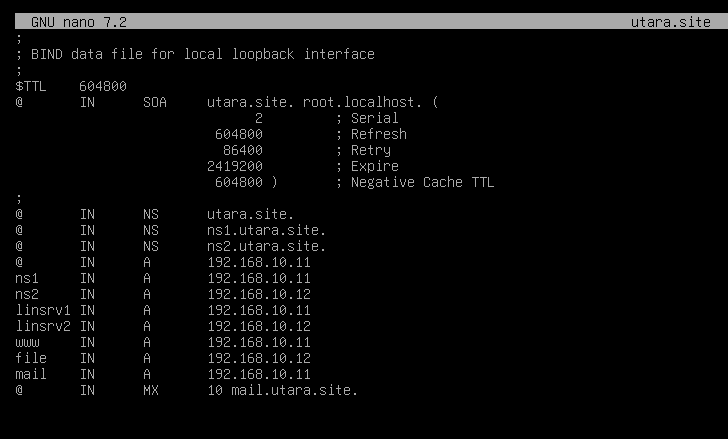 GNU nano 7.2 utara.site
;
; BIND data file for local loopback interface
;
$TTL 604800
@ IN SOA utara.site. root.localhost. (
2 ; Serial
604800 ; Refresh
86400 ; Retry
2419200 ; Expire
604800 ) ; Negative Cache TTL
;
@ IN NS utara.site.
@ IN NS ns1.utara.site.
@ IN NS ns2.utara.site.
@ IN A 192.168.10.11
ns1 IN A 192.168.10.11
ns2 IN A 192.168.10.12
linsrv1 IN A 192.168.10.11
linsrv2 IN A 192.168.10.12
www IN A 192.168.10.11
file IN A 192.168.10.12
mail IN A 192.168.10.11
@ IN MX 10 mail.utara.site.